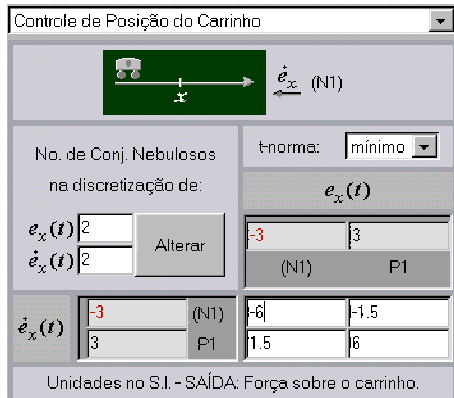 Controle de Posição do Carrinho
x
ėₓ (N1)
No. de Conj. Nebulosos
na discretização de:
eₓ(t) 2
ėₓ(t) 2
Alterar
t-norma: mínimo
eₓ(t)
-3 3
(N1) P1
ėₓ(t)
-3 (N1) -6 -1.5
3 P1 1.5 6
Unidades no S.I. - SAÍDA: Força sobre o carrinho.